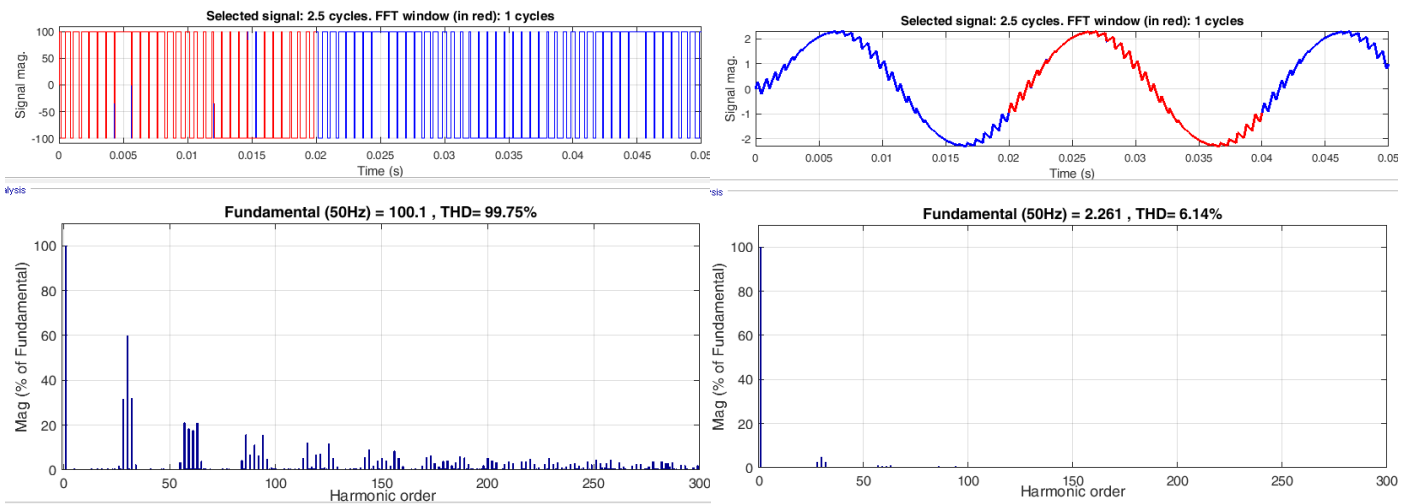 Selected signal: 2.5 cycles. FFT window (in red): 1 cycles
Signal mag.
100
50
0
-50
-100
0 0.005 0.01 0.015 0.02 0.025 0.03 0.035 0.04 0.045 0.05
Time (s)
Selected signal: 2.5 cycles. FFT window (in red): 1 cycles
Signal mag.
2
1
0
-1
-2
0 0.005 0.01 0.015 0.02 0.025 0.03 0.035 0.04 0.045 0.05
Time (s)
alysis
Fundamental (50Hz) = 100.1 , THD= 99.75%
Mag (% of Fundamental)
100
80
60
40
20
0
0 50 100 150 200 250 300
Harmonic order
sis
Fundamental (50Hz) = 2.261 , THD= 6.14%
Mag (% of Fundamental)
100
80
60
40
20
0
0 50 100 150 200 250 300
Harmonic order